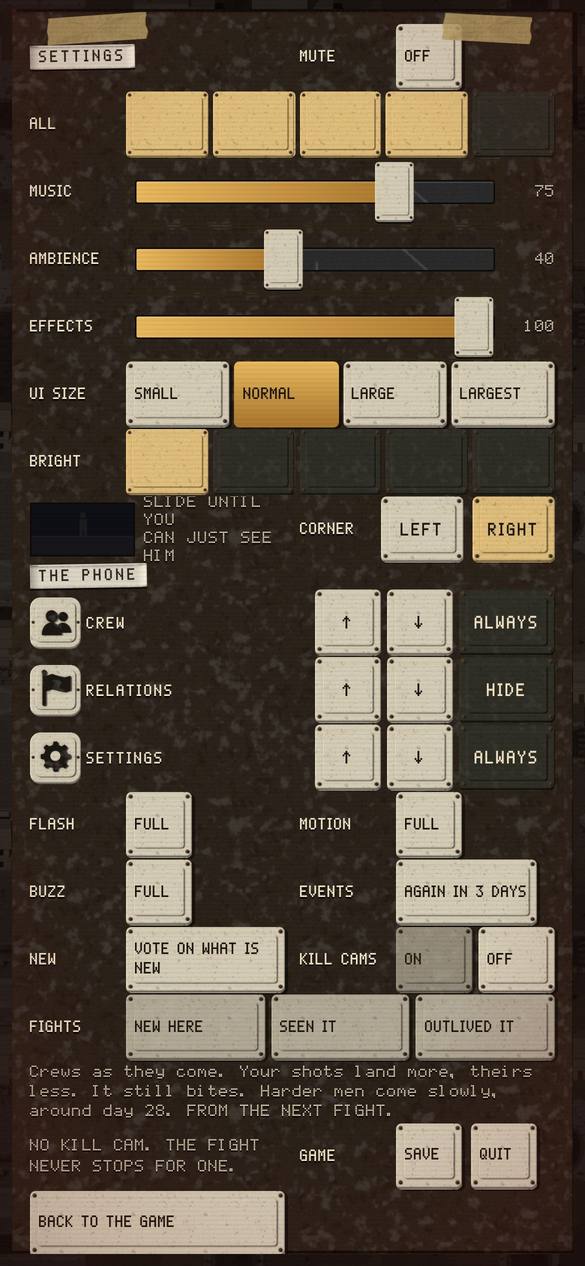 SETTINGS
MUTE OFF
ALL
MUSIC 75
AMBIENCE 40
EFFECTS 100
UI SIZE SMALL NORMAL LARGE LARGEST
BRIGHT
SLIDE UNTIL
YOU
CAN JUST SEE
HIM
CORNER LEFT RIGHT
THE PHONE
CREW ↑ ↓ ALWAYS
RELATIONS ↑ ↓ HIDE
SETTINGS ↑ ↓ ALWAYS
FLASH FULL MOTION FULL
BUZZ FULL EVENTS AGAIN IN 3 DAYS
NEW VOTE ON WHAT IS
NEW
KILL CAMS ON OFF
FIGHTS NEW HERE SEEN IT OUTLIVED IT
Crews as they come. Your shots land more, theirs
less. It still bites. Harder men come slowly,
around day 28. FROM THE NEXT FIGHT.
NO KILL CAM. THE FIGHT
NEVER STOPS FOR ONE.
GAME SAVE QUIT
BACK TO THE GAME